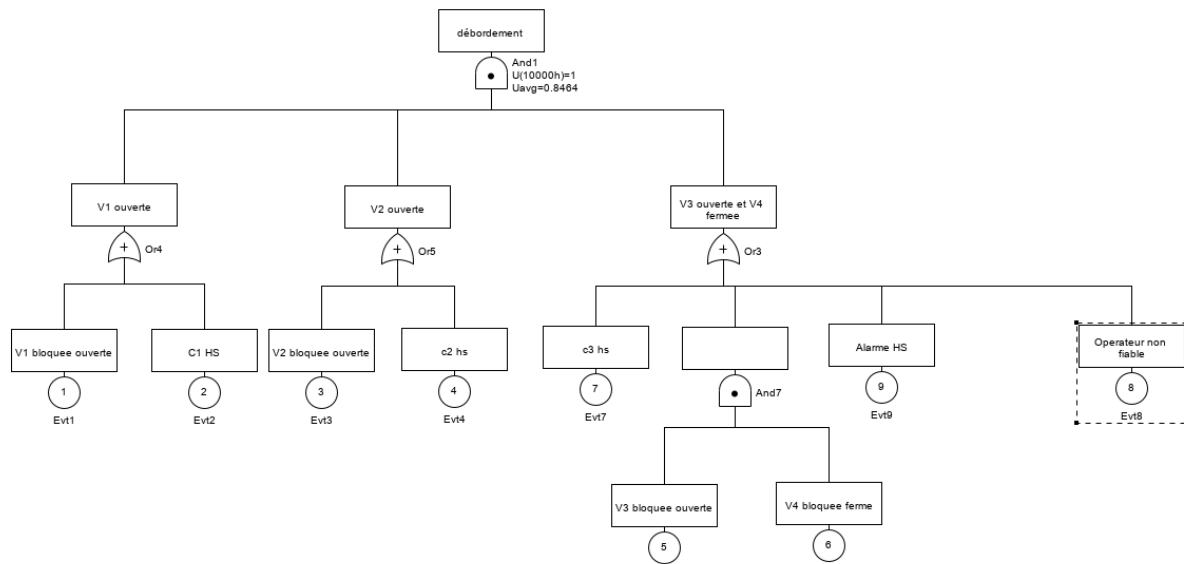 débordement
And1
U(10000h)=1
Uavg=0.8464
V1 ouverte
V2 ouverte
V3 ouverte et V4
fermee
+
Or4
+
Or5
+
Or3
V1 bloquee ouverte
C1 HS
V2 bloquee ouverte
c2 hs
c3 hs
Alarme HS
Operateur non
fiable
1
2
3
4
7
And7
9
8
Evt1
Evt2
Evt3
Evt4
Evt7
Evt9
Evt8
V3 bloquee ouverte
V4 bloquee ferme
5
6